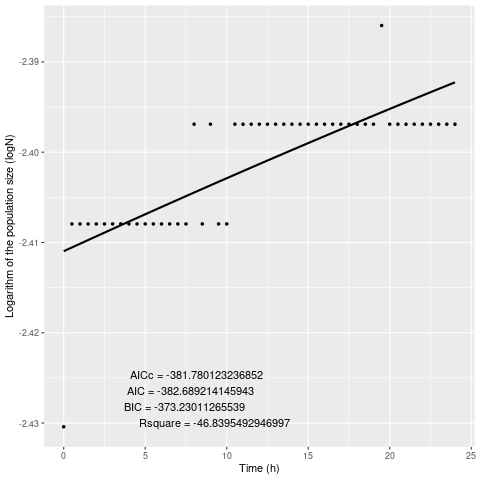 -2.39
-2.40
-2.41
-2.42
-2.43
Logarithm of the population size (logN)
AICc = -381.780123236852
AIC = -382.689214145943
BIC = -373.23011265539
Rsquare = -46.8395492946997
0 5 10 15 20 25
Time (h)